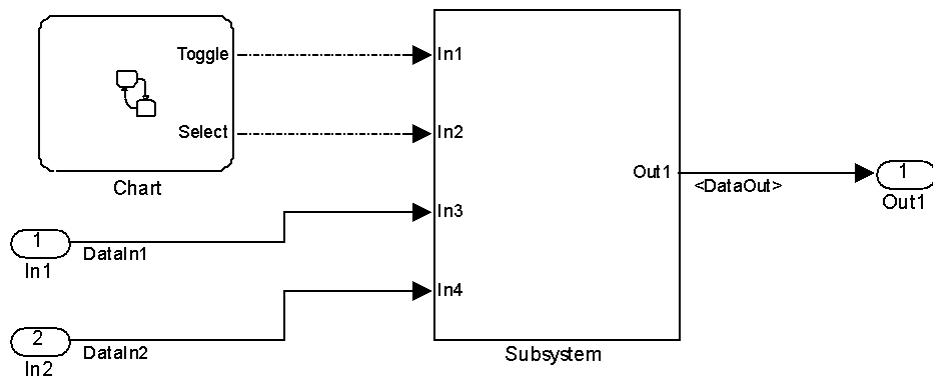 Toggle
In1
Select
In2
Chart
Out1
1
<DataOut>
Out1
In3
1
DataIn1
In1
In4
2
DataIn2
In2
Subsystem